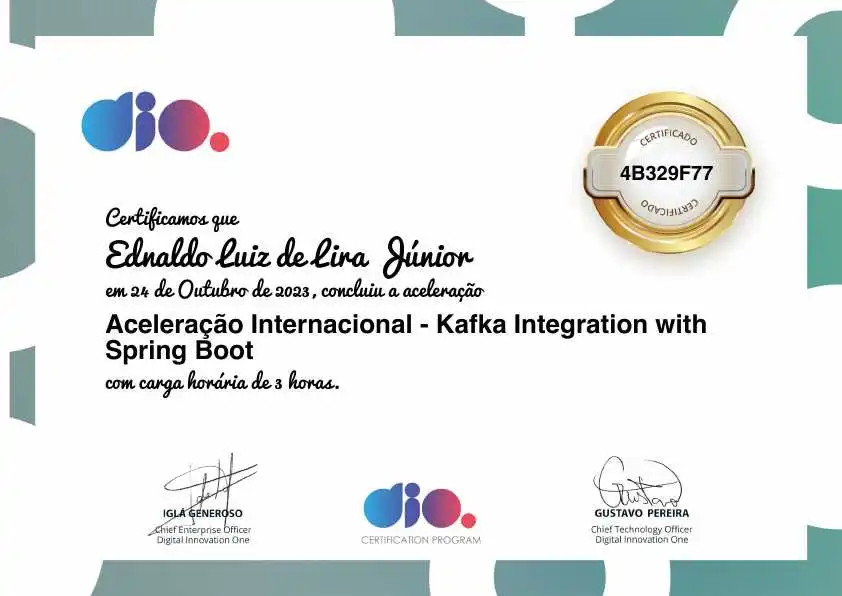 dio.
CERTIFICADO
4B329F77
CERTIFICADO
Certificamos que
Ednaldo Luiz de Lira Júnior
em 24 de Outubro de 2023, concluiu a aceleração
Aceleração Internacional - Kafka Integration with
Spring Boot
com carga horária de 3 horas.
IGLÁ GENEROSO
Chief Enterprise Officer
Digital Innovation One
dio.
CERTIFICATION PROGRAM
Gustavo
GUSTAVO PEREIRA
Chief Technology Officer
Digital Innovation One